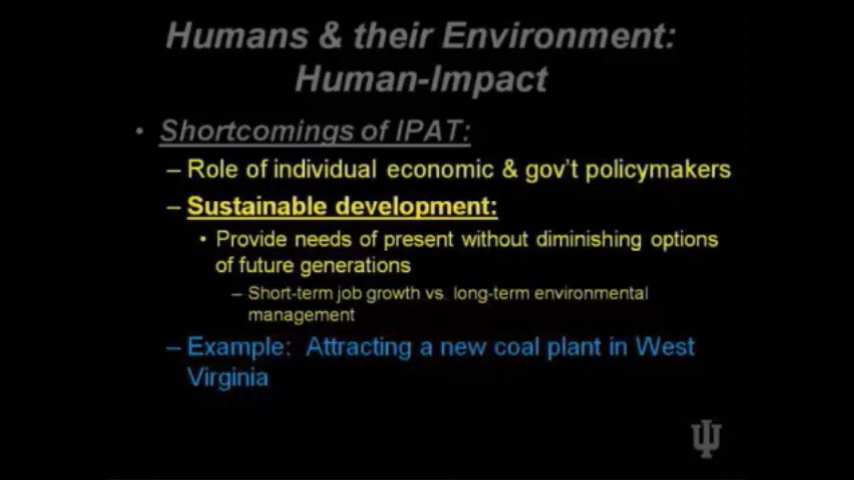 Humans & their Environment:
Human-Impact
• Shortcomings of IPAT:
– Role of individual economic & gov't policymakers
– Sustainable development:
• Provide needs of present without diminishing options
of future generations
– Short-term job growth vs. long-term environmental
management
– Example: Attracting a new coal plant in West
Virginia